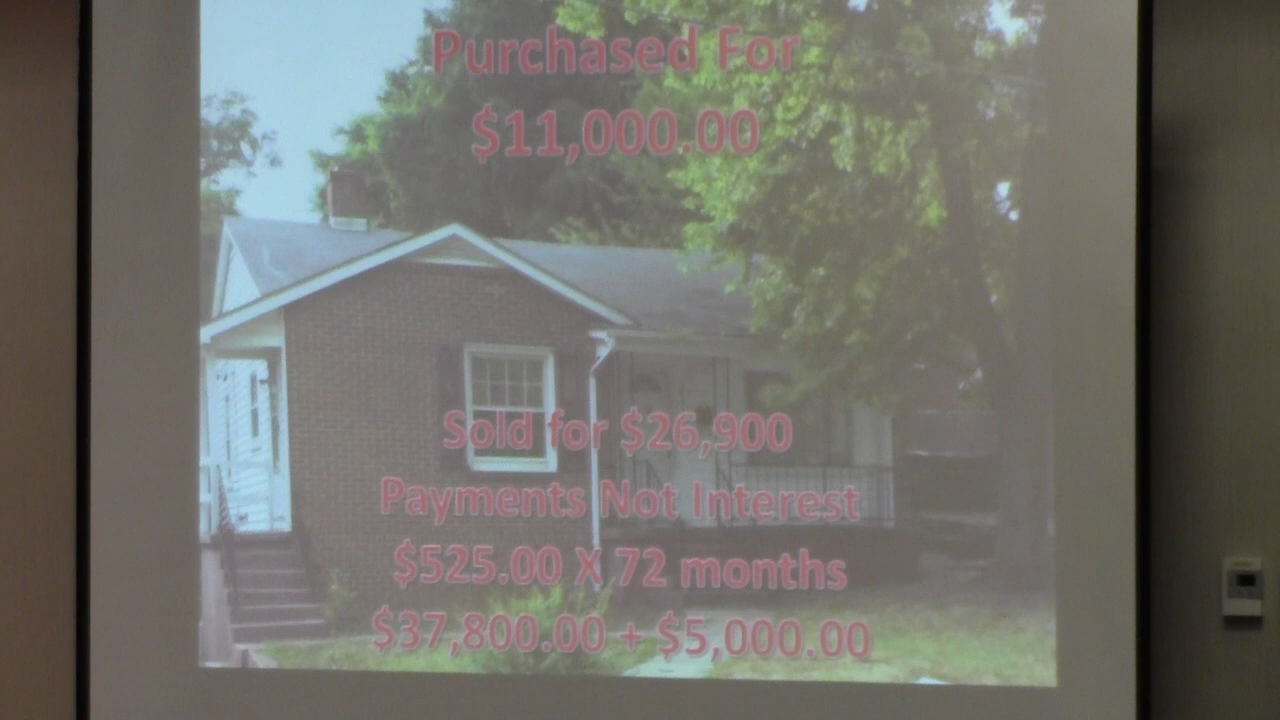 Purchased For
$11,000.00
Sold for $26,900
Payments Not Interest
$525.00 X 72 months
$37,800.00 + $5,000.00